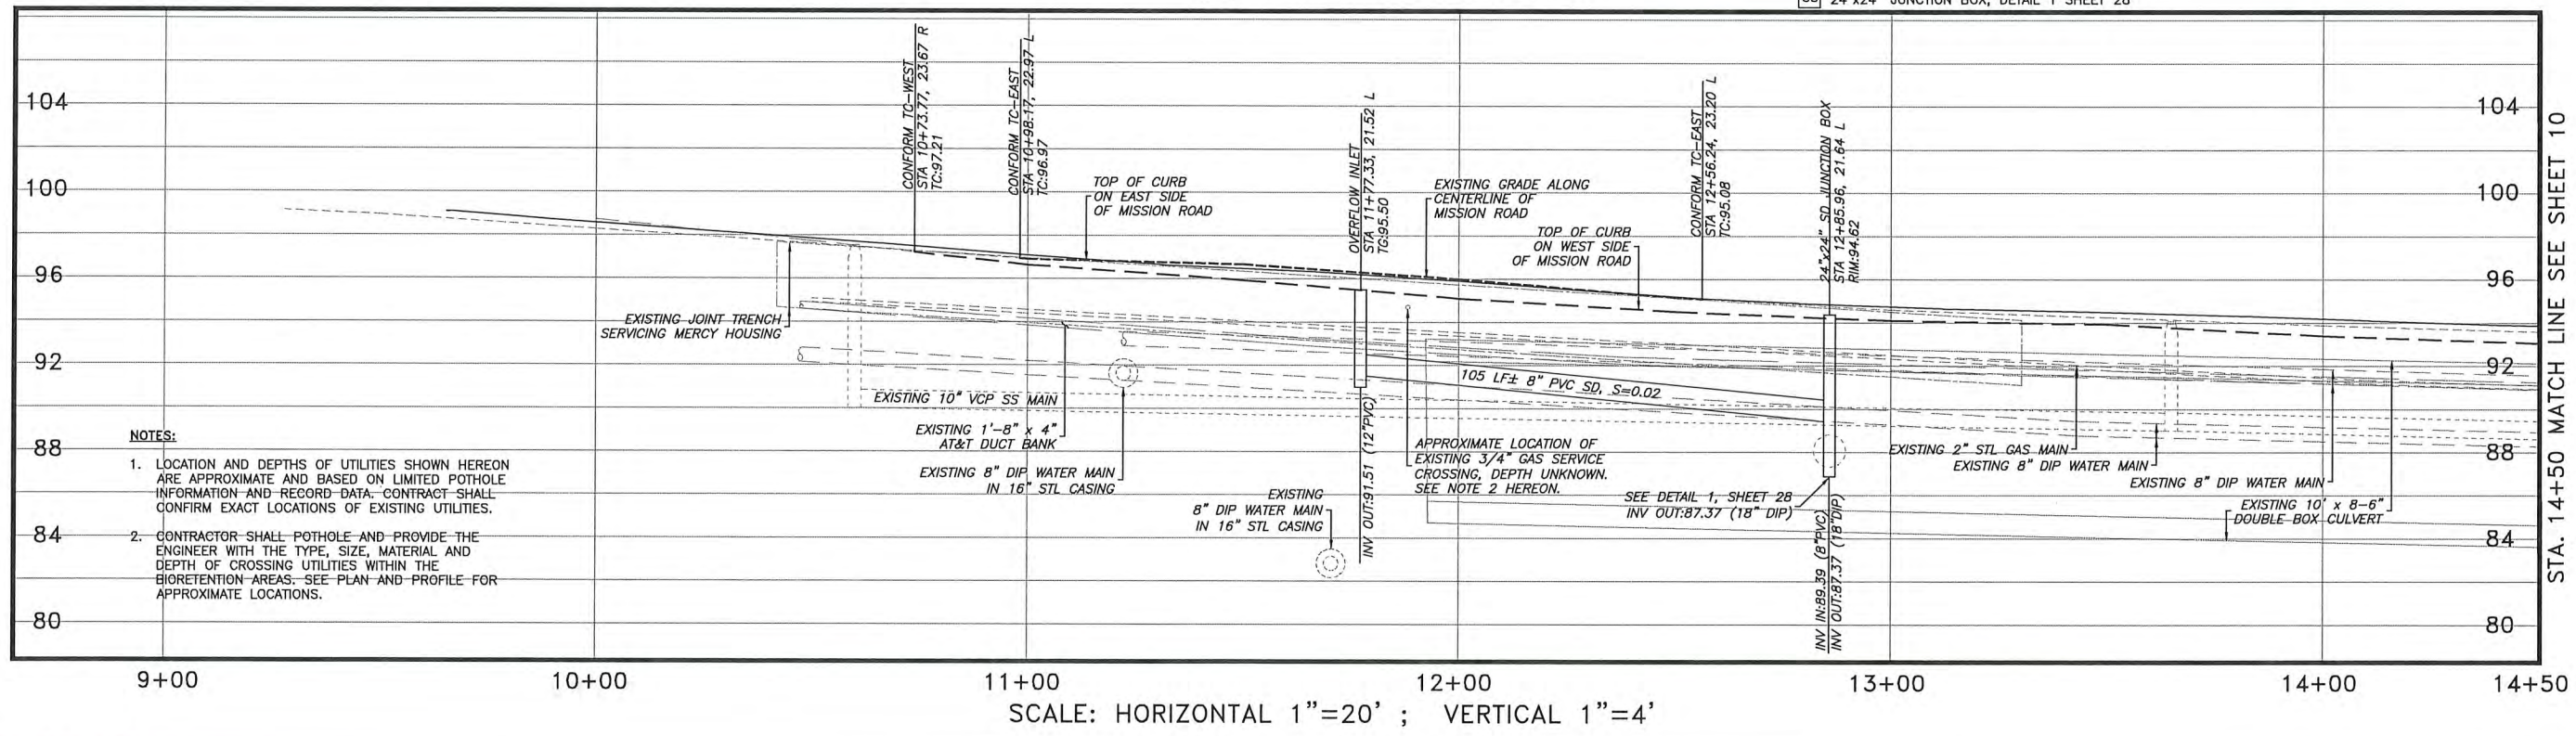 24"x24" JUNCTION BOX, DETAIL 1 SHEET 28
104
100
96
92
88
84
80
CONFORM TC-WEST
STA 10+73.77, 23.67 R
TC:97.21
CONFORM TC-EAST
STA 10+98.17, 22.97 L
TC:96.97
TOP OF CURB
ON EAST SIDE
OF MISSION ROAD
OVERFLOW INLET
STA 11+77.33, 21.52 L
TG:95.50
EXISTING GRADE ALONG
CENTERLINE OF
MISSION ROAD
TOP OF CURB
ON WEST SIDE
OF MISSION ROAD
CONFORM TC-EAST
STA 12+56.24, 23.20 L
TC:95.08
24"x24" SD JUNCTION BOX
STA 12+85.96, 21.64 L
RIM:94.62
104
100
96
92
88
84
80
STA. 14+50 MATCH LINE SEE SHEET 10
EXISTING JOINT TRENCH
SERVICING MERCY HOUSING
EXISTING 10" VCP SS MAIN
EXISTING 1'-8" x 4"
AT&T DUCT BANK
EXISTING 8" DIP WATER MAIN
IN 16" STL CASING
EXISTING
8" DIP WATER MAIN
IN 16" STL CASING
INV OUT:91.51 (12"PVC)
105 LF± 8" PVC SD, S=0.02
APPROXIMATE LOCATION OF
EXISTING 3/4" GAS SERVICE
CROSSING, DEPTH UNKNOWN.
SEE NOTE 2 HEREON.
SEE DETAIL 1, SHEET 28
INV OUT:87.37 (18" DIP)
INV IN:89.39 (8"PVC)
INV OUT:87.37 (18"DIP)
EXISTING 2" STL GAS MAIN
EXISTING 8" DIP WATER MAIN
EXISTING 8" DIP WATER MAIN
EXISTING 10' x 8-6"
DOUBLE BOX CULVERT
NOTES:
1. LOCATION AND DEPTHS OF UTILITIES SHOWN HEREON
ARE APPROXIMATE AND BASED ON LIMITED POTHOLE
INFORMATION AND RECORD DATA. CONTRACT SHALL
CONFIRM EXACT LOCATIONS OF EXISTING UTILITIES.
2. CONTRACTOR SHALL POTHOLE AND PROVIDE THE
ENGINEER WITH THE TYPE, SIZE, MATERIAL AND
DEPTH OF CROSSING UTILITIES WITHIN THE
BIORETENTION AREAS. SEE PLAN AND PROFILE FOR
APPROXIMATE LOCATIONS.
9+00
10+00
11+00
12+00
13+00
14+00
14+50
SCALE: HORIZONTAL 1"=20' ; VERTICAL 1"=4'